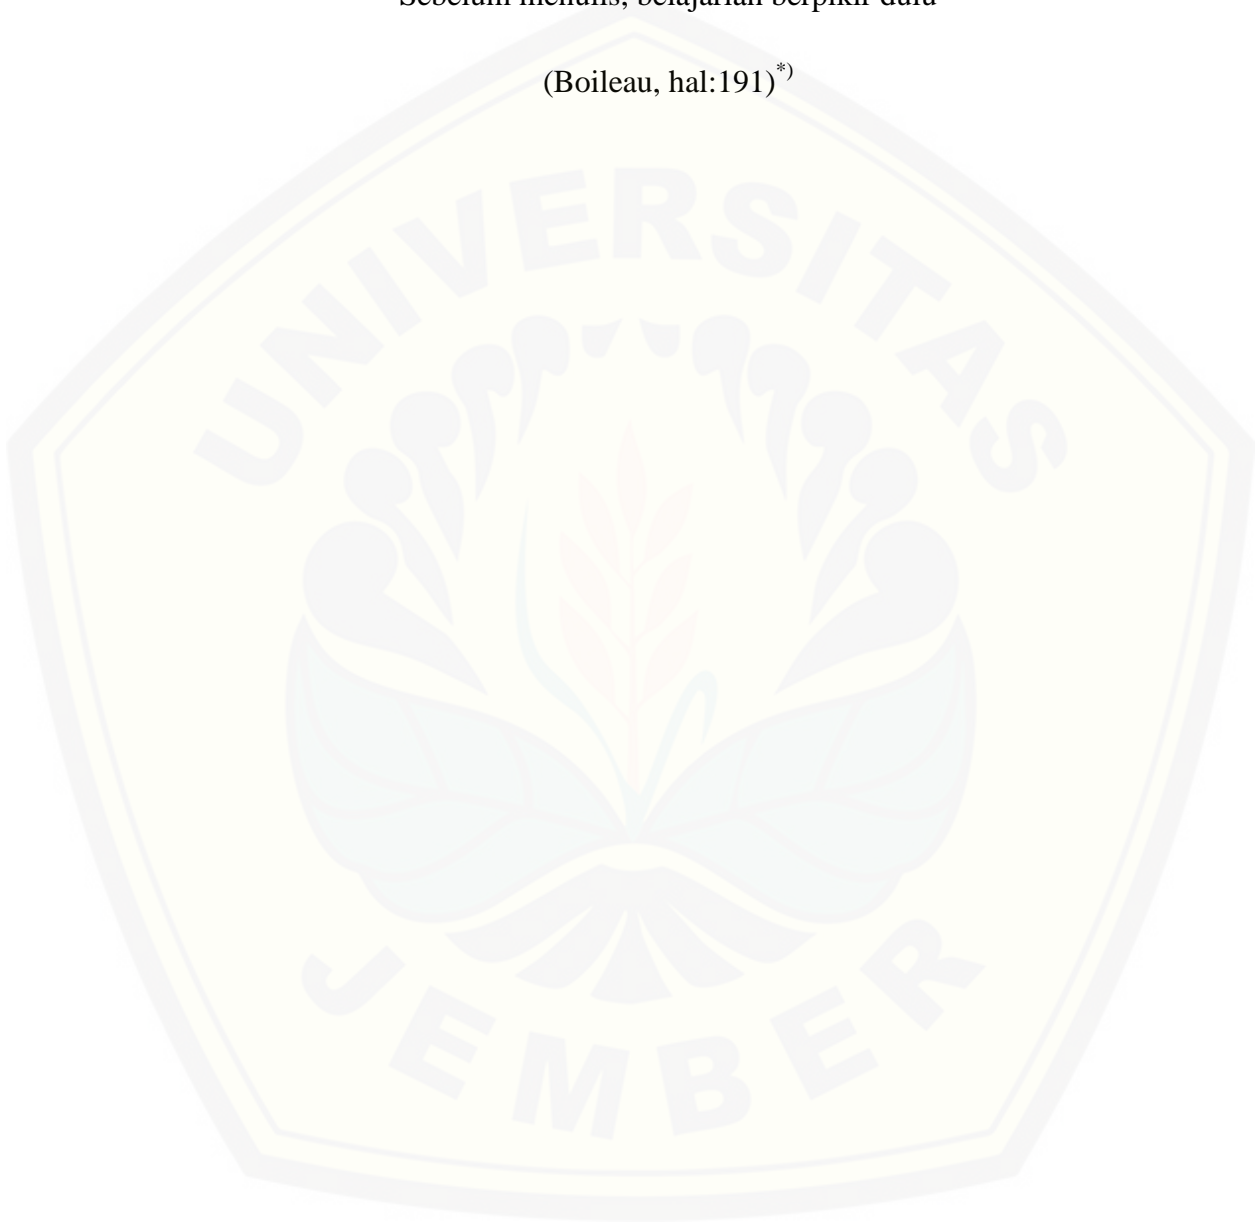 Sebelum menulis, belajarlah berpikir dulu
(Boileau, hal:191)*)
UNIVERSITAS
JEMBER